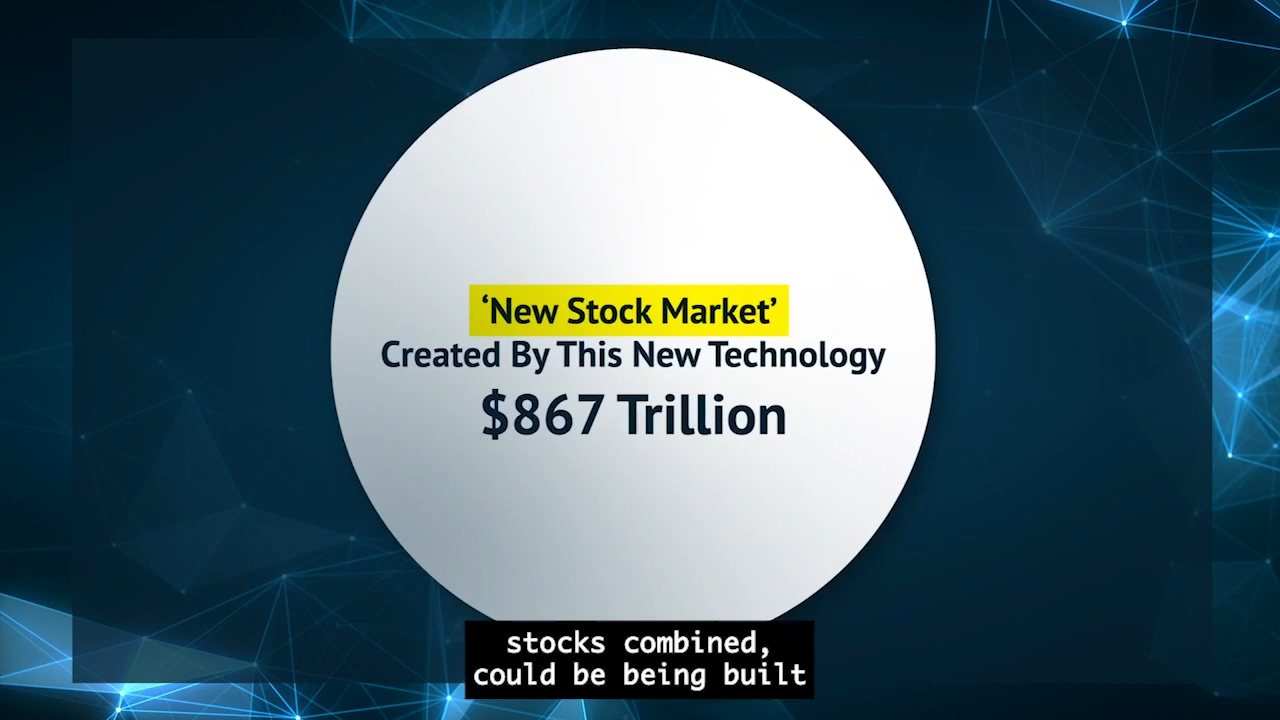 ‘New Stock Market’
Created By This New Technology
$867 Trillion
stocks combined,
could be being built